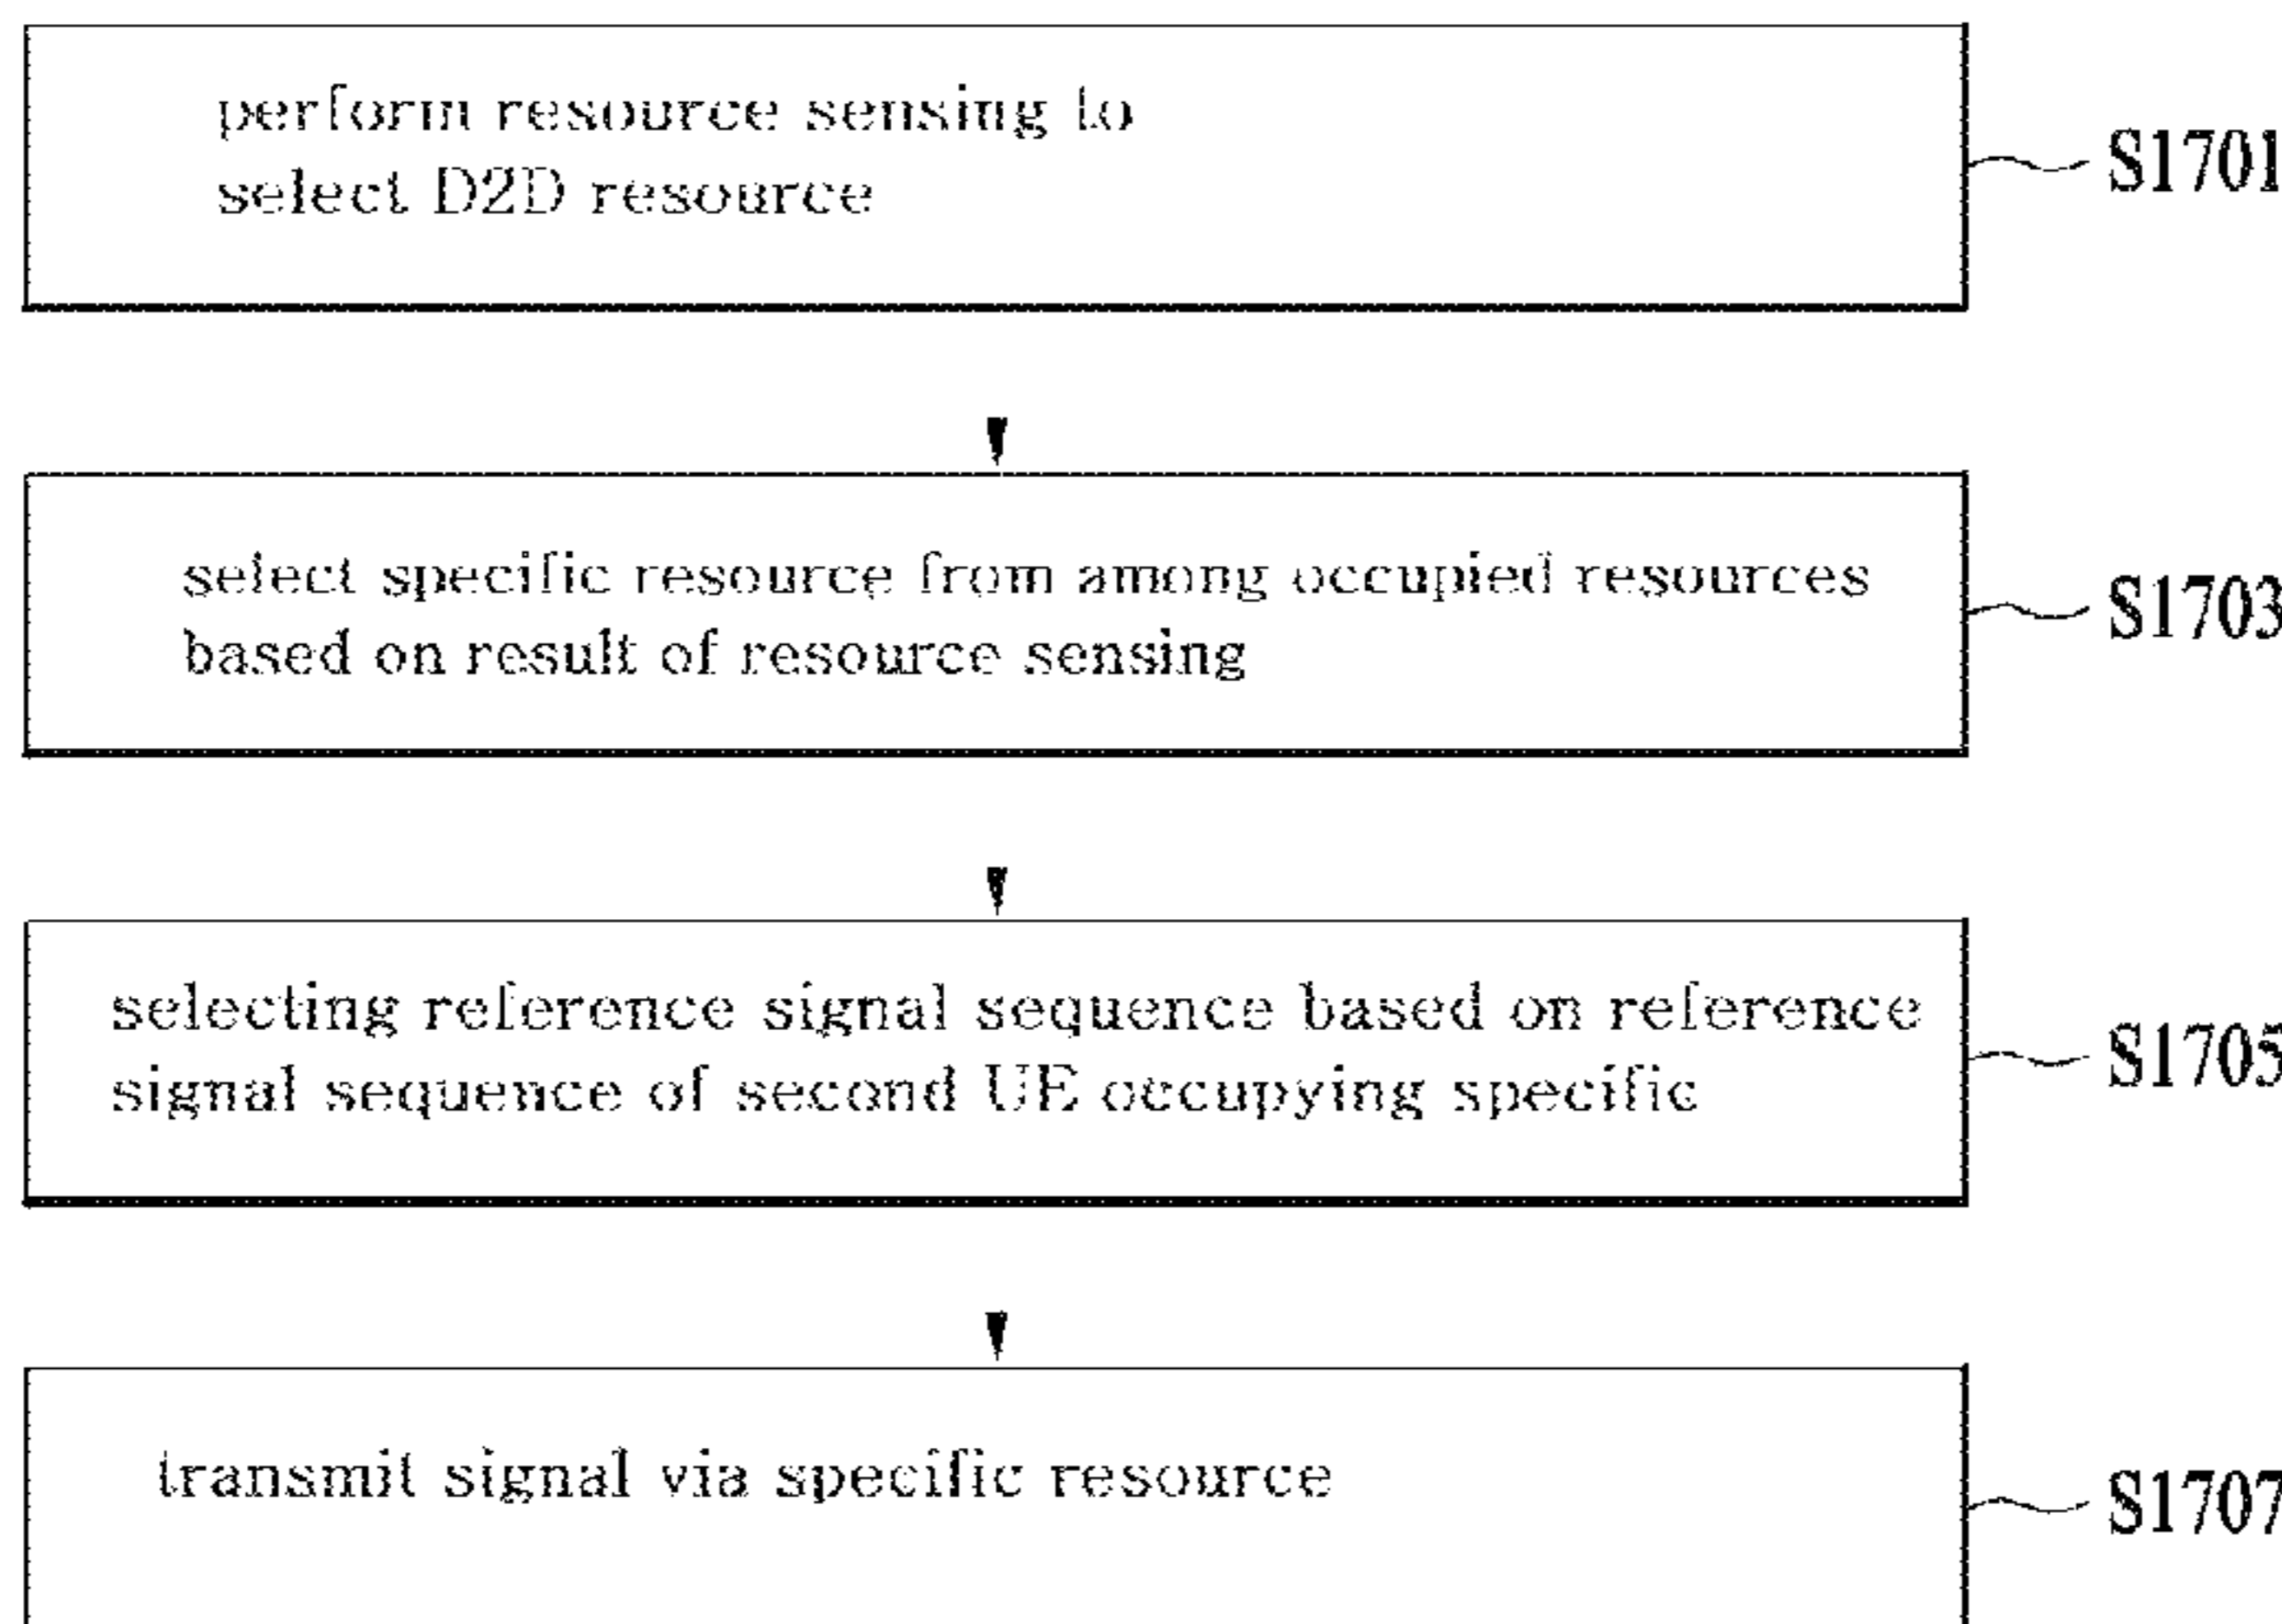 perform resource sensing to
select D2D resource
S1701
select specific resource from among occupied resources
based on result of resource sensing
S1703
selecting reference signal sequence based on reference
signal sequence of second UE occupying specific
S1705
transmit signal via specific resource
S1707